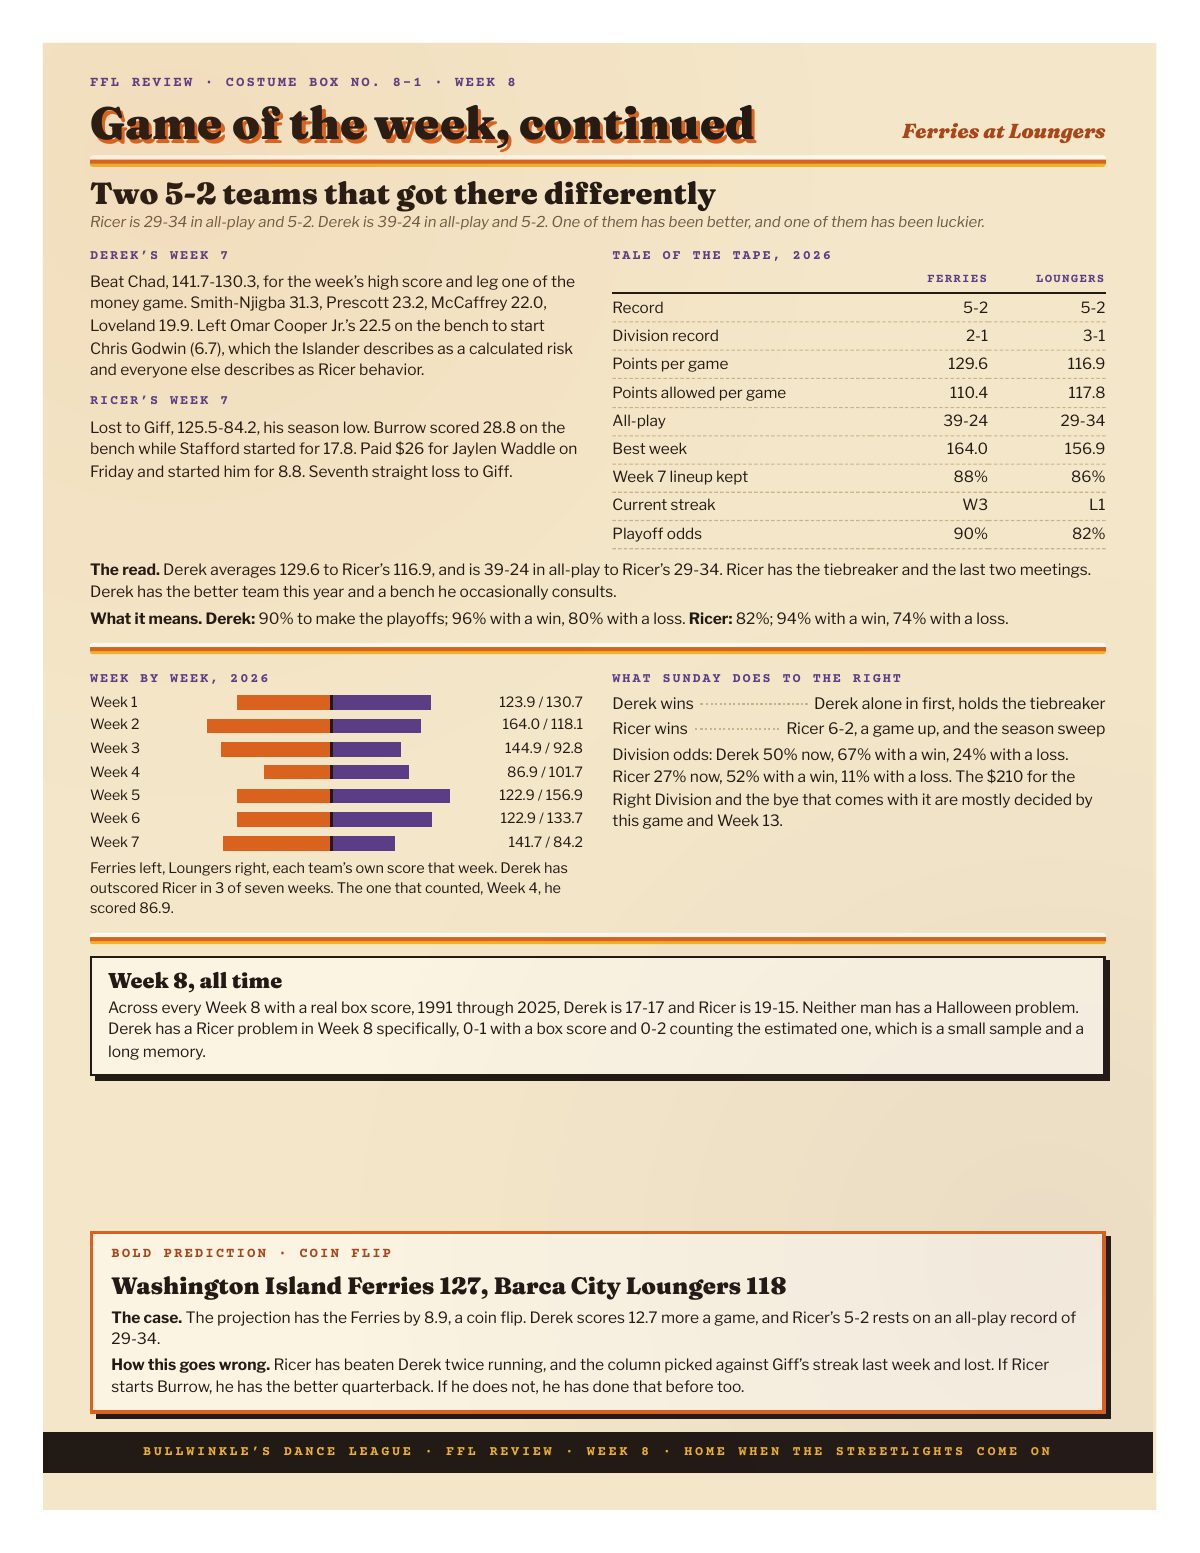 FFL REVIEW · COSTUME BOX NO. 8-1 · WEEK 8
Game of the week, continued
Ferries at Loungers
Two 5-2 teams that got there differently
Ricer is 29-34 in all-play and 5-2. Derek is 39-24 in all-play and 5-2. One of them has been better, and one of them has been luckier.
DEREK'S WEEK 7
Beat Chad, 141.7-130.3, for the week's high score and leg one of the
money game. Smith-Njigba 31.3, Prescott 23.2, McCaffrey 22.0,
Loveland 19.9. Left Omar Cooper Jr.'s 22.5 on the bench to start
Chris Godwin (6.7), which the Islander describes as a calculated risk
and everyone else describes as Ricer behavior.
RICER'S WEEK 7
Lost to Giff, 125.5-84.2, his season low. Burrow scored 28.8 on the
bench while Stafford started for 17.8. Paid $26 for Jaylen Waddle on
Friday and started him for 8.8. Seventh straight loss to Giff.
TALE OF THE TAPE, 2026
FERRIES LOUNGERS
Record 5-2 5-2
Division record 2-1 3-1
Points per game 129.6 116.9
Points allowed per game 110.4 117.8
All-play 39-24 29-34
Best week 164.0 156.9
Week 7 lineup kept 88% 86%
Current streak W3 L1
Playoff odds 90% 82%
The read. Derek averages 129.6 to Ricer's 116.9, and is 39-24 in all-play to Ricer's 29-34. Ricer has the tiebreaker and the last two meetings.
Derek has the better team this year and a bench he occasionally consults.
What it means. Derek: 90% to make the playoffs; 96% with a win, 80% with a loss. Ricer: 82%; 94% with a win, 74% with a loss.
WEEK BY WEEK, 2026
Week 1 123.9 / 130.7
Week 2 164.0 / 118.1
Week 3 144.9 / 92.8
Week 4 86.9 / 101.7
Week 5 122.9 / 156.9
Week 6 122.9 / 133.7
Week 7 141.7 / 84.2
Ferries left, Loungers right, each team's own score that week. Derek has
outscored Ricer in 3 of seven weeks. The one that counted, Week 4, he
scored 86.9.
WHAT SUNDAY DOES TO THE RIGHT
Derek wins Derek alone in first, holds the tiebreaker
Ricer wins Ricer 6-2, a game up, and the season sweep
Division odds: Derek 50% now, 67% with a win, 24% with a loss.
Ricer 27% now, 52% with a win, 11% with a loss. The $210 for the
Right Division and the bye that comes with it are mostly decided by
this game and Week 13.
Week 8, all time
Across every Week 8 with a real box score, 1991 through 2025, Derek is 17-17 and Ricer is 19-15. Neither man has a Halloween problem.
Derek has a Ricer problem in Week 8 specifically, 0-1 with a box score and 0-2 counting the estimated one, which is a small sample and a
long memory.
BOLD PREDICTION · COIN FLIP
Washington Island Ferries 127, Barca City Loungers 118
The case. The projection has the Ferries by 8.9, a coin flip. Derek scores 12.7 more a game, and Ricer's 5-2 rests on an all-play record of
29-34.
How this goes wrong. Ricer has beaten Derek twice running, and the column picked against Giff's streak last week and lost. If Ricer
starts Burrow, he has the better quarterback. If he does not, he has done that before too.
BULLWINKLE'S DANCE LEAGUE · FFL REVIEW · WEEK 8 · HOME WHEN THE STREETLIGHTS COME ON